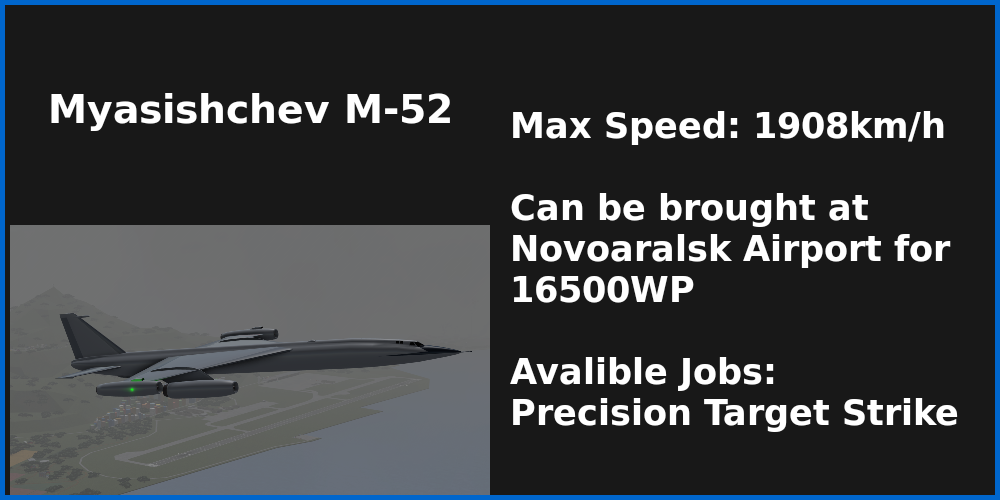 Myasishchev M-52
Max Speed: 1908km/h
Can be brought at
Novoaralsk Airport for
16500WP
Avalible Jobs:
Precision Target Strike